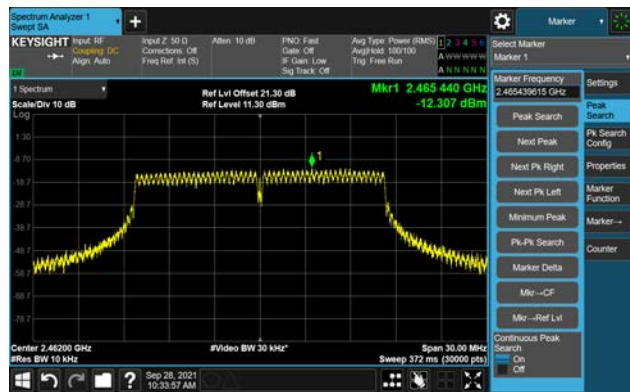 Spectrum Analyzer 1
Swept SA
Marker
KEYSIGHT
Input: RF
Coupling: DC
Align: Auto
Input Z: 50 Ω
Corrections: Off
Freq Ref: Int (S)
Atten: 10 dB
PNO: Fast
Gate: Off
IF Gain: Low
Sig Track: Off
Avg Type: Power (RMS)
Avg|Hold: 100/100
Trig: Free Run
1 2 3 4 5 6
A W W W W W
A N N N N N
Select Marker
Marker 1
1 Spectrum
Scale/Div 10 dB
Log
Ref Lvl Offset 21.30 dB
Ref Level 11.30 dBm
Mkr1 2.465 440 GHz
-12.307 dBm
1.30
-8.70
-18.7
-28.7
-38.7
-48.7
-58.7
-68.7
-78.7
1
Marker Frequency
2.465439615 GHz
Peak Search
Next Peak
Next Pk Right
Next Pk Left
Minimum Peak
Pk-Pk Search
Marker Delta
Mkr→CF
Mkr→Ref Lvl
Continuous Peak
Search
On
Off
Settings
Peak
Search
Pk Search
Config
Properties
Marker
Function
Marker→
Counter
Center 2.46200 GHz
#Res BW 10 kHz
#Video BW 30 kHz*
Span 30.00 MHz
Sweep 372 ms (30000 pts)
Sep 28, 2021
10:33:57 AM